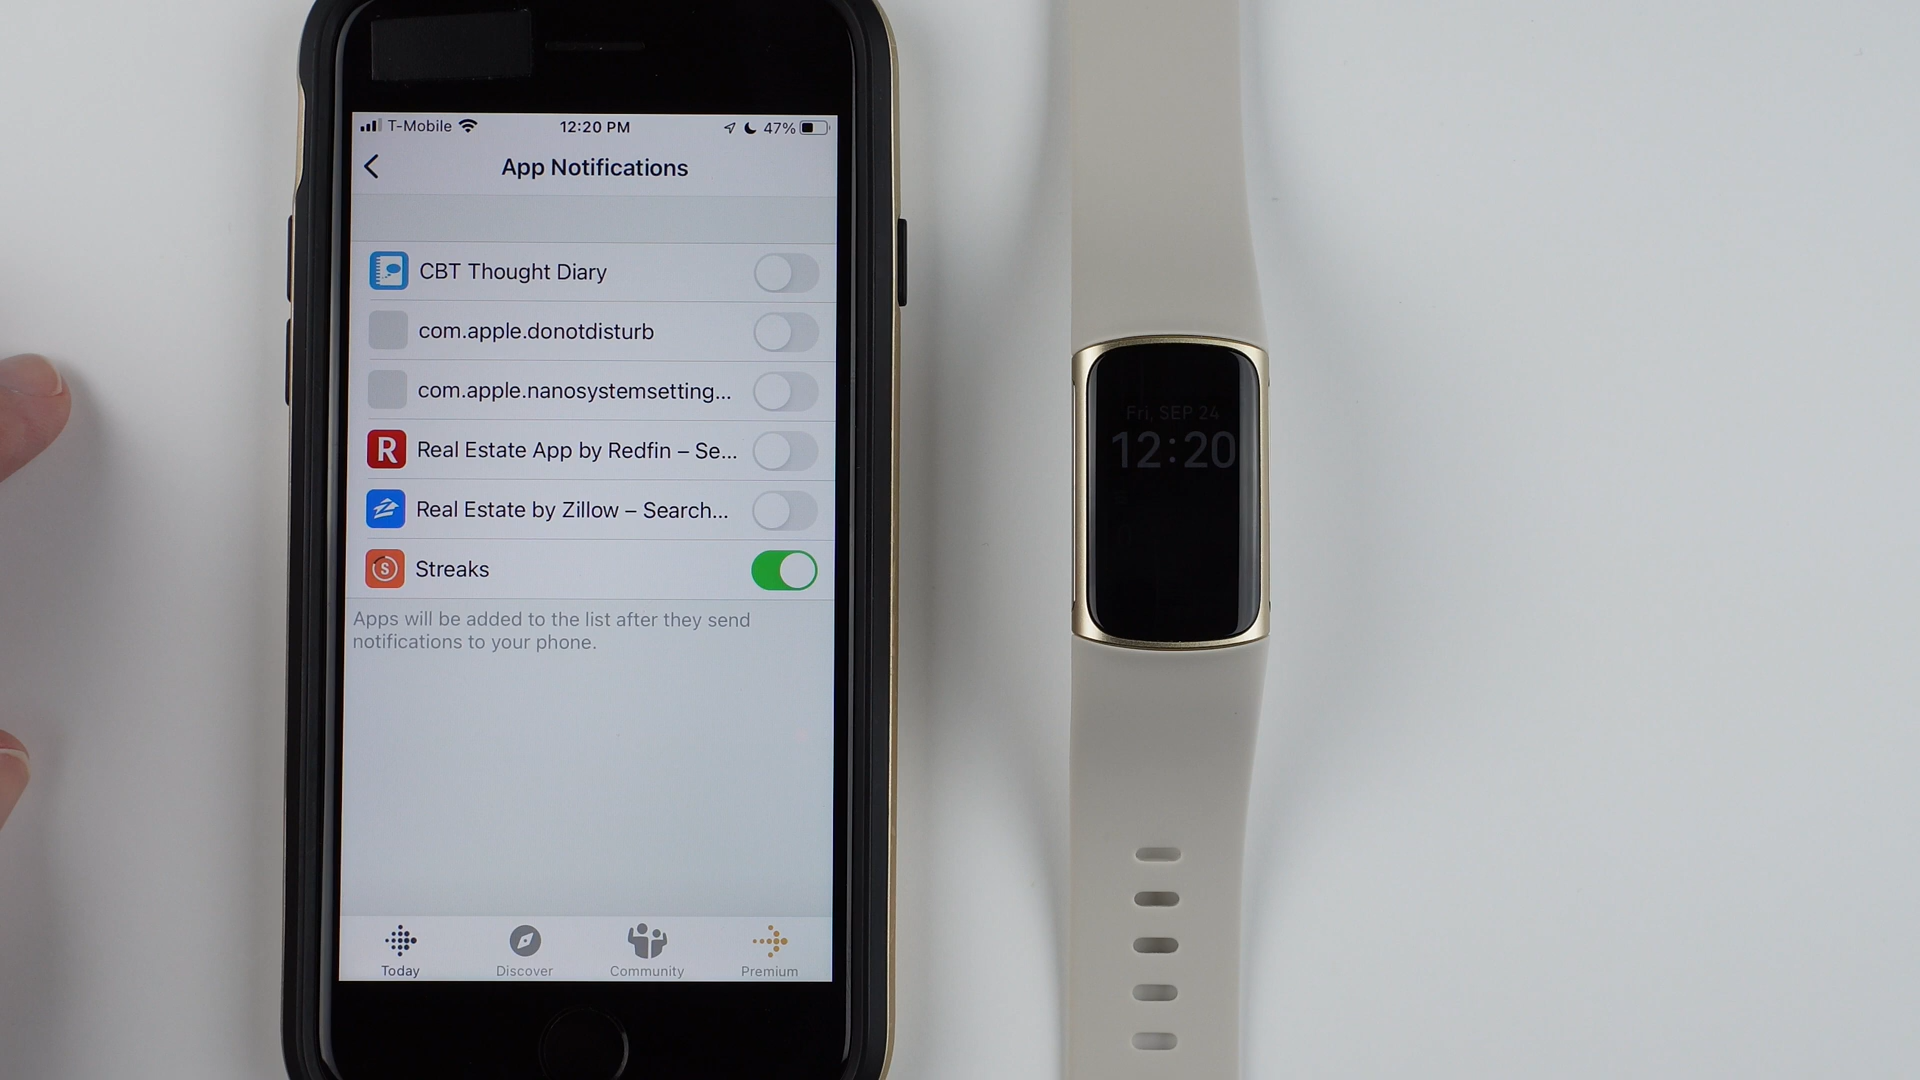 T-Mobile 12:20 PM 47%
App Notifications
CBT Thought Diary
com.apple.donotdisturb
com.apple.nanosystemsetting...
R Real Estate App by Redfin – Se...
Real Estate by Zillow – Search...
S Streaks
Apps will be added to the list after they send
notifications to your phone.
Today Discover Community Premium
Fri, SEP 24
12:20